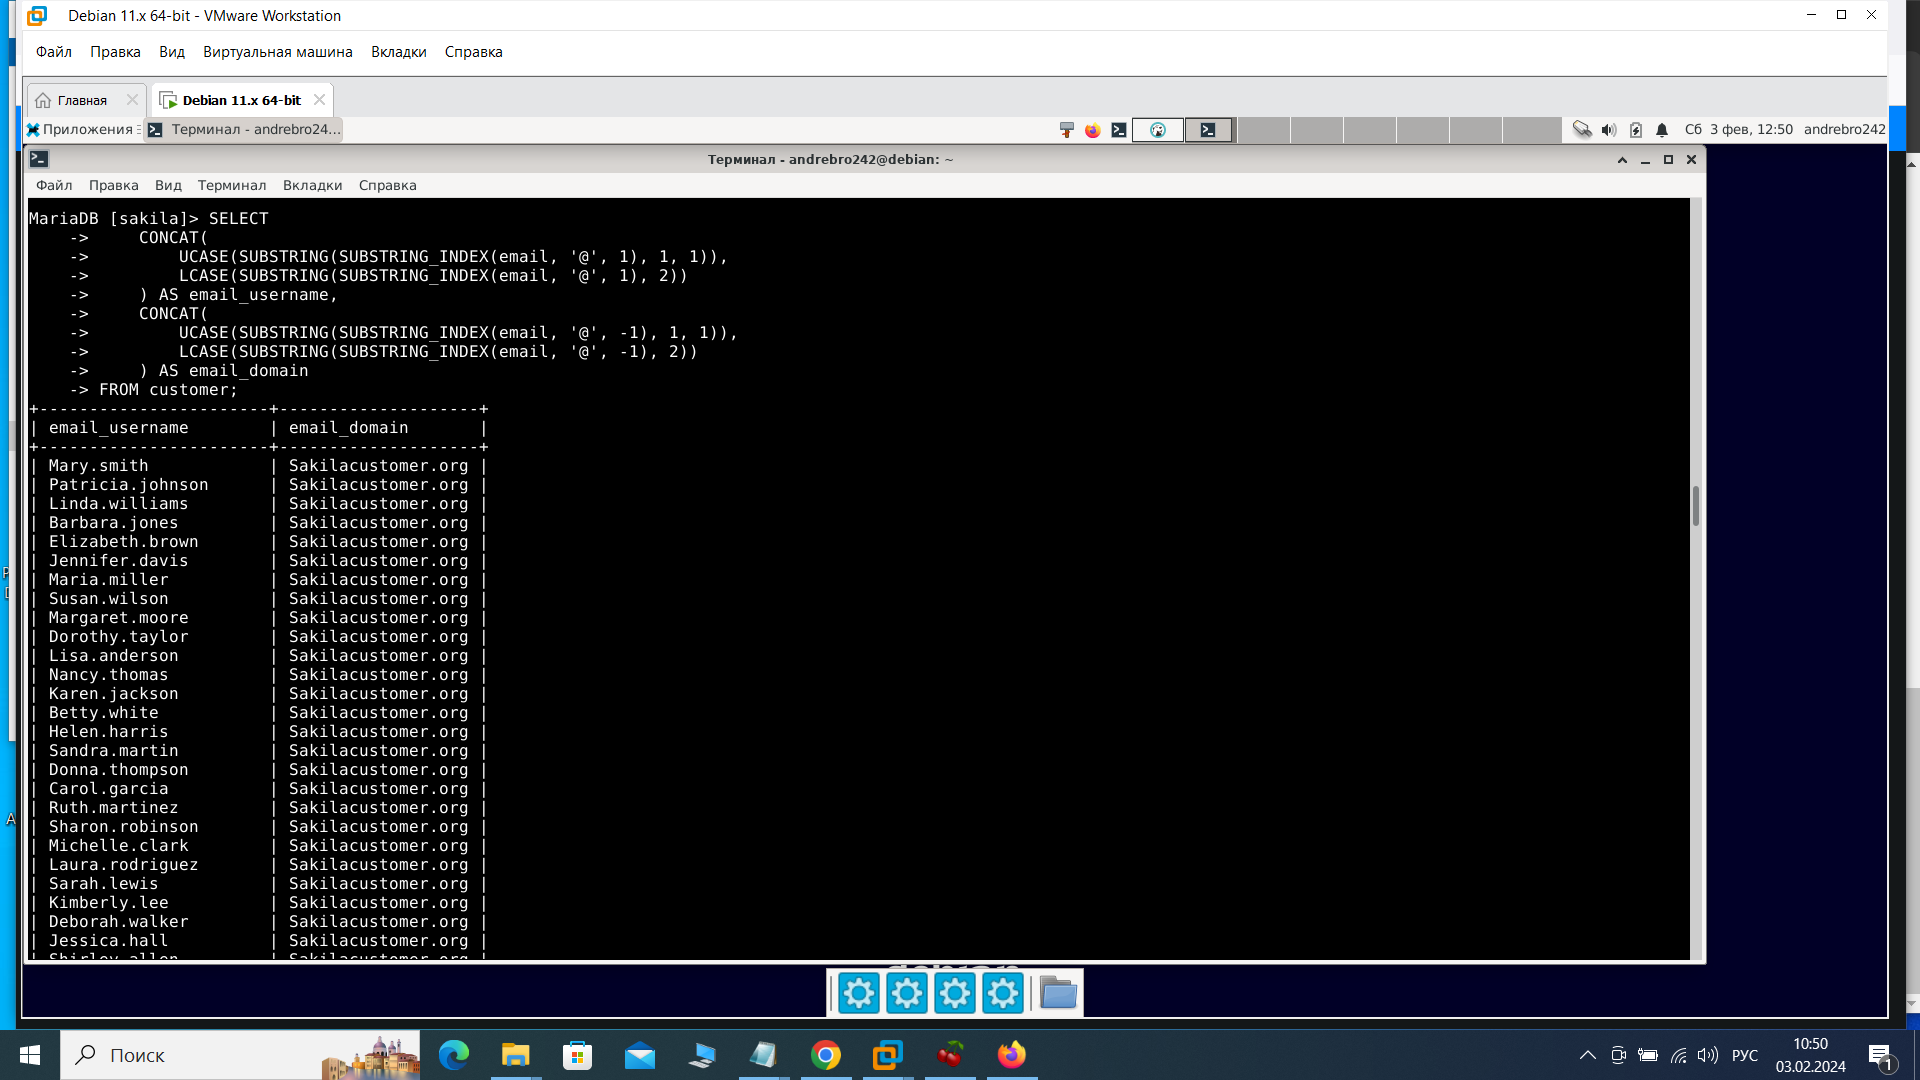 Debian 11.x 64-bit - VMware Workstation
Файл Правка Вид Виртуальная машина Вкладки Справка
Главная Debian 11.x 64-bit
Приложения Терминал - andrebro24... Сб 3 фев, 12:50 andrebro242
Терминал - andrebro242@debian: ~
Файл Правка Вид Терминал Вкладки Справка
MariaDB [sakila]> SELECT
    ->     CONCAT(
    ->         UCASE(SUBSTRING(SUBSTRING_INDEX(email, '@', 1), 1, 1)),
    ->         LCASE(SUBSTRING(SUBSTRING_INDEX(email, '@', 1), 2))
    ->     ) AS email_username,
    ->     CONCAT(
    ->         UCASE(SUBSTRING(SUBSTRING_INDEX(email, '@', -1), 1, 1)),
    ->         LCASE(SUBSTRING(SUBSTRING_INDEX(email, '@', -1), 2))
    ->     ) AS email_domain
    -> FROM customer;
+-----------------------+--------------------+
| email_username        | email_domain       |
+-----------------------+--------------------+
| Mary.smith            | Sakilacustomer.org |
| Patricia.johnson      | Sakilacustomer.org |
| Linda.williams        | Sakilacustomer.org |
| Barbara.jones         | Sakilacustomer.org |
| Elizabeth.brown       | Sakilacustomer.org |
| Jennifer.davis        | Sakilacustomer.org |
| Maria.miller          | Sakilacustomer.org |
| Susan.wilson          | Sakilacustomer.org |
| Margaret.moore        | Sakilacustomer.org |
| Dorothy.taylor        | Sakilacustomer.org |
| Lisa.anderson         | Sakilacustomer.org |
| Nancy.thomas          | Sakilacustomer.org |
| Karen.jackson         | Sakilacustomer.org |
| Betty.white           | Sakilacustomer.org |
| Helen.harris          | Sakilacustomer.org |
| Sandra.martin         | Sakilacustomer.org |
| Donna.thompson        | Sakilacustomer.org |
| Carol.garcia          | Sakilacustomer.org |
| Ruth.martinez         | Sakilacustomer.org |
| Sharon.robinson       | Sakilacustomer.org |
| Michelle.clark        | Sakilacustomer.org |
| Laura.rodriguez       | Sakilacustomer.org |
| Sarah.lewis           | Sakilacustomer.org |
| Kimberly.lee          | Sakilacustomer.org |
| Deborah.walker        | Sakilacustomer.org |
| Jessica.hall          | Sakilacustomer.org |
Поиск
РУС
10:50
03.02.2024
1